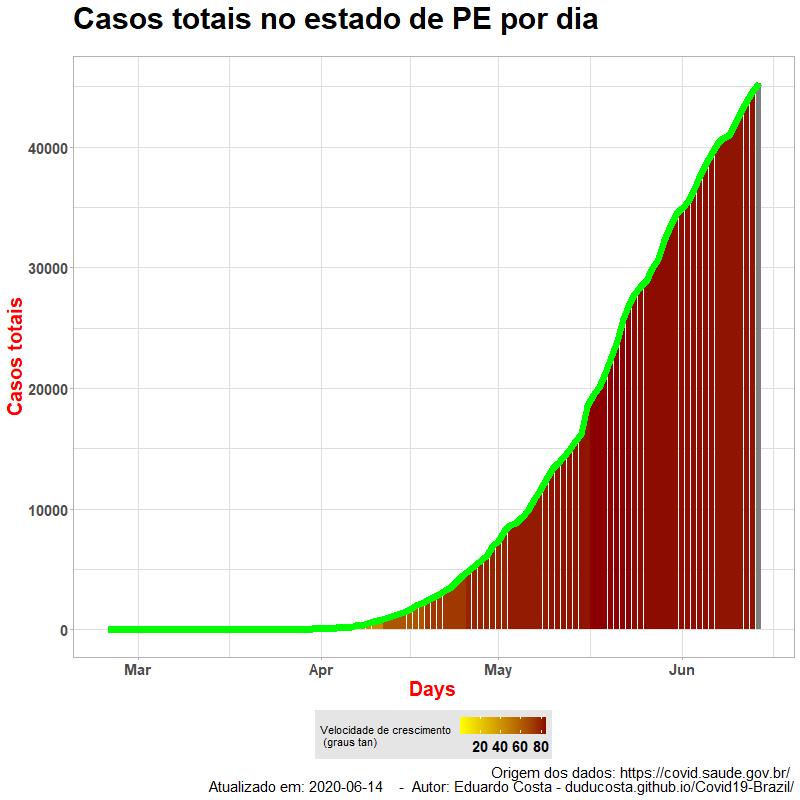 Casos totais no estado de PE por dia
Casos totais
40000
30000
20000
10000
0
Mar Apr May Jun
Days
Velocidade de crescimento
(graus tan)
20 40 60 80
Origem dos dados: https://covid.saude.gov.br/
Atualizado em: 2020-06-14 - Autor: Eduardo Costa - duducosta.github.io/Covid19-Brazil/